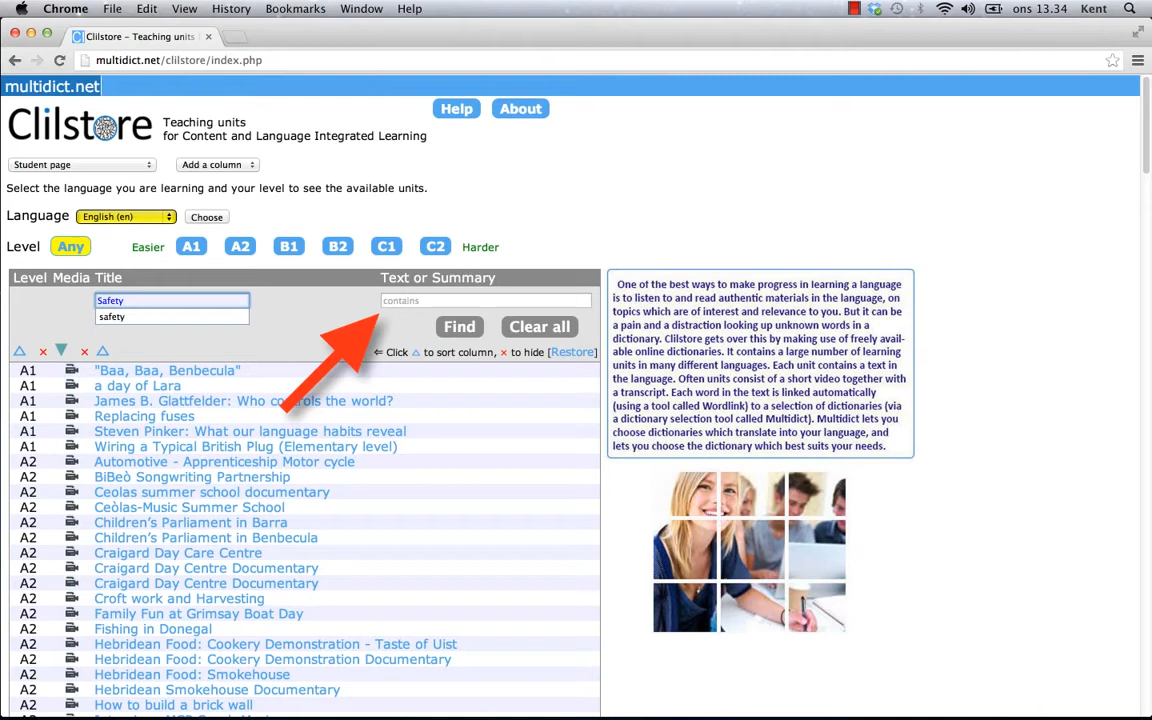 Chrome File Edit View History Bookmarks Window Help ons 13.34 Kent
Clilstore – Teaching units
multidict.net/clilstore/index.php
multidict.net
Help About
Clilstore Teaching units
for Content and Language Integrated Learning
Student page Add a column
Select the language you are learning and your level to see the available units.
Language English (en) Choose
Level Any Easier A1 A2 B1 B2 C1 C2 Harder
Level Media Title Text or Summary
Safety contains
safety
Find Clear all
⇐ Click △ to sort column, × to hide [Restore]
A1 "Baa, Baa, Benbecula"
A1 a day of Lara
A1 James B. Glattfelder: Who controls the world?
A1 Replacing fuses
A1 Steven Pinker: What our language habits reveal
A1 Wiring a Typical British Plug (Elementary level)
A2 Automotive - Apprenticeship Motor cycle
A2 BiBeò Songwriting Partnership
A2 Ceolas summer school documentary
A2 Ceòlas-Music Summer School
A2 Children's Parliament in Barra
A2 Children's Parliament in Benbecula
A2 Craigard Day Care Centre
A2 Craigard Day Centre Documentary
A2 Craigard Day Centre Documentary
A2 Croft work and Harvesting
A2 Family Fun at Grimsay Boat Day
A2 Fishing in Donegal
A2 Hebridean Food: Cookery Demonstration - Taste of Uist
A2 Hebridean Food: Cookery Demonstration Documentary
A2 Hebridean Food: Smokehouse
A2 Hebridean Smokehouse Documentary
A2 How to build a brick wall
One of the best ways to make progress in learning a language
is to listen to and read authentic materials in the language, on
topics which are of interest and relevance to you. But it can be
a pain and a distraction looking up unknown words in a
dictionary. Clilstore gets over this by making use of freely avail-
able online dictionaries. It contains a large number of learning
units in many different languages. Each unit contains a text in
the language. Often units consist of a short video together with
a transcript. Each word in the text is linked automatically
(using a tool called Wordlink) to a selection of dictionaries (via
a dictionary selection tool called Multidict). Multidict lets you
choose dictionaries which translate into your language, and
lets you choose the dictionary which best suits your needs.